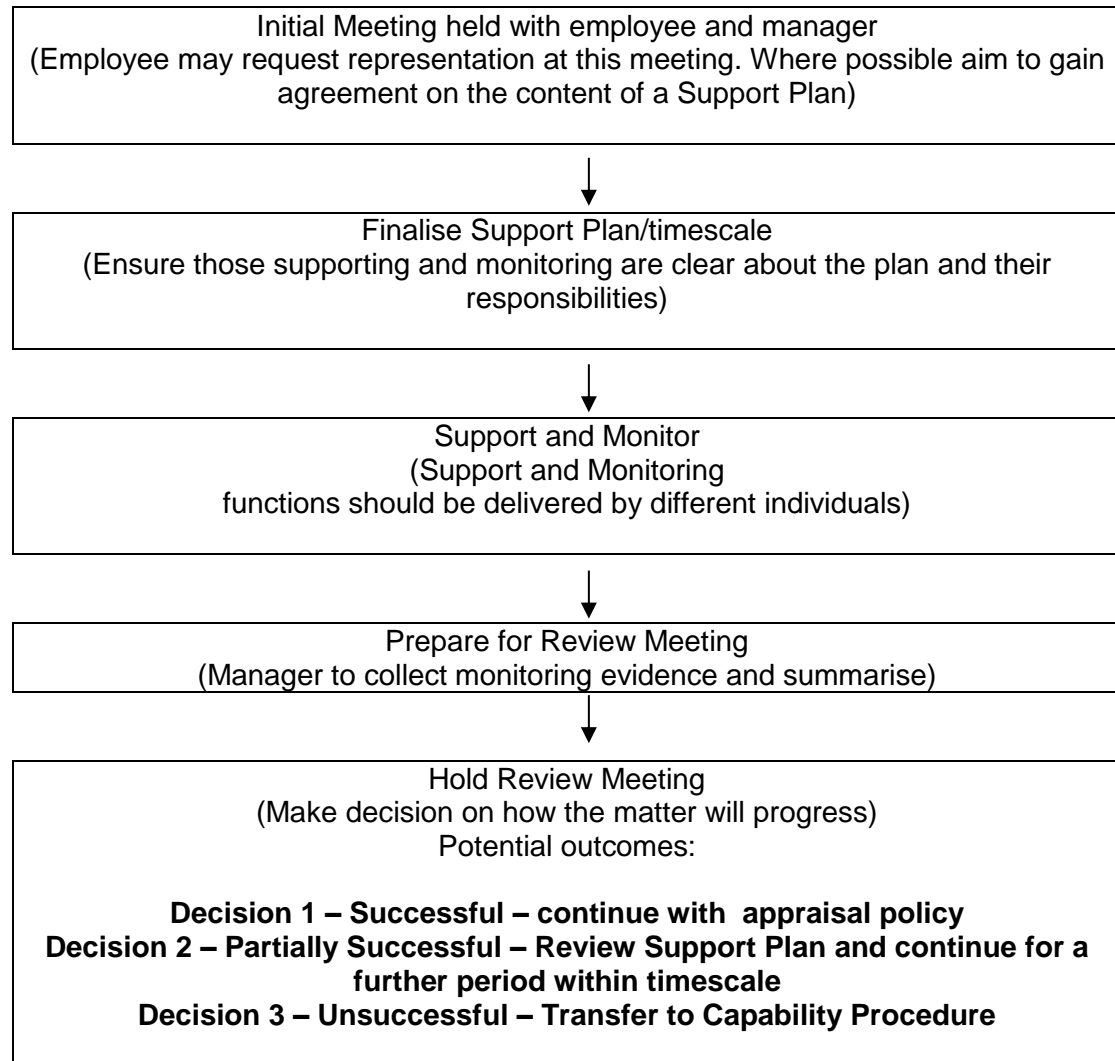 Initial Meeting held with employee and manager
(Employee may request representation at this meeting. Where possible aim to gain
agreement on the content of a Support Plan)
Finalise Support Plan/timescale
(Ensure those supporting and monitoring are clear about the plan and their
responsibilities)
Support and Monitor
(Support and Monitoring
functions should be delivered by different individuals)
Prepare for Review Meeting
(Manager to collect monitoring evidence and summarise)
Hold Review Meeting
(Make decision on how the matter will progress)
Potential outcomes:
Decision 1 – Successful – continue with  appraisal policy
Decision 2 – Partially Successful – Review Support Plan and continue for a
further period within timescale
Decision 3 – Unsuccessful – Transfer to Capability Procedure